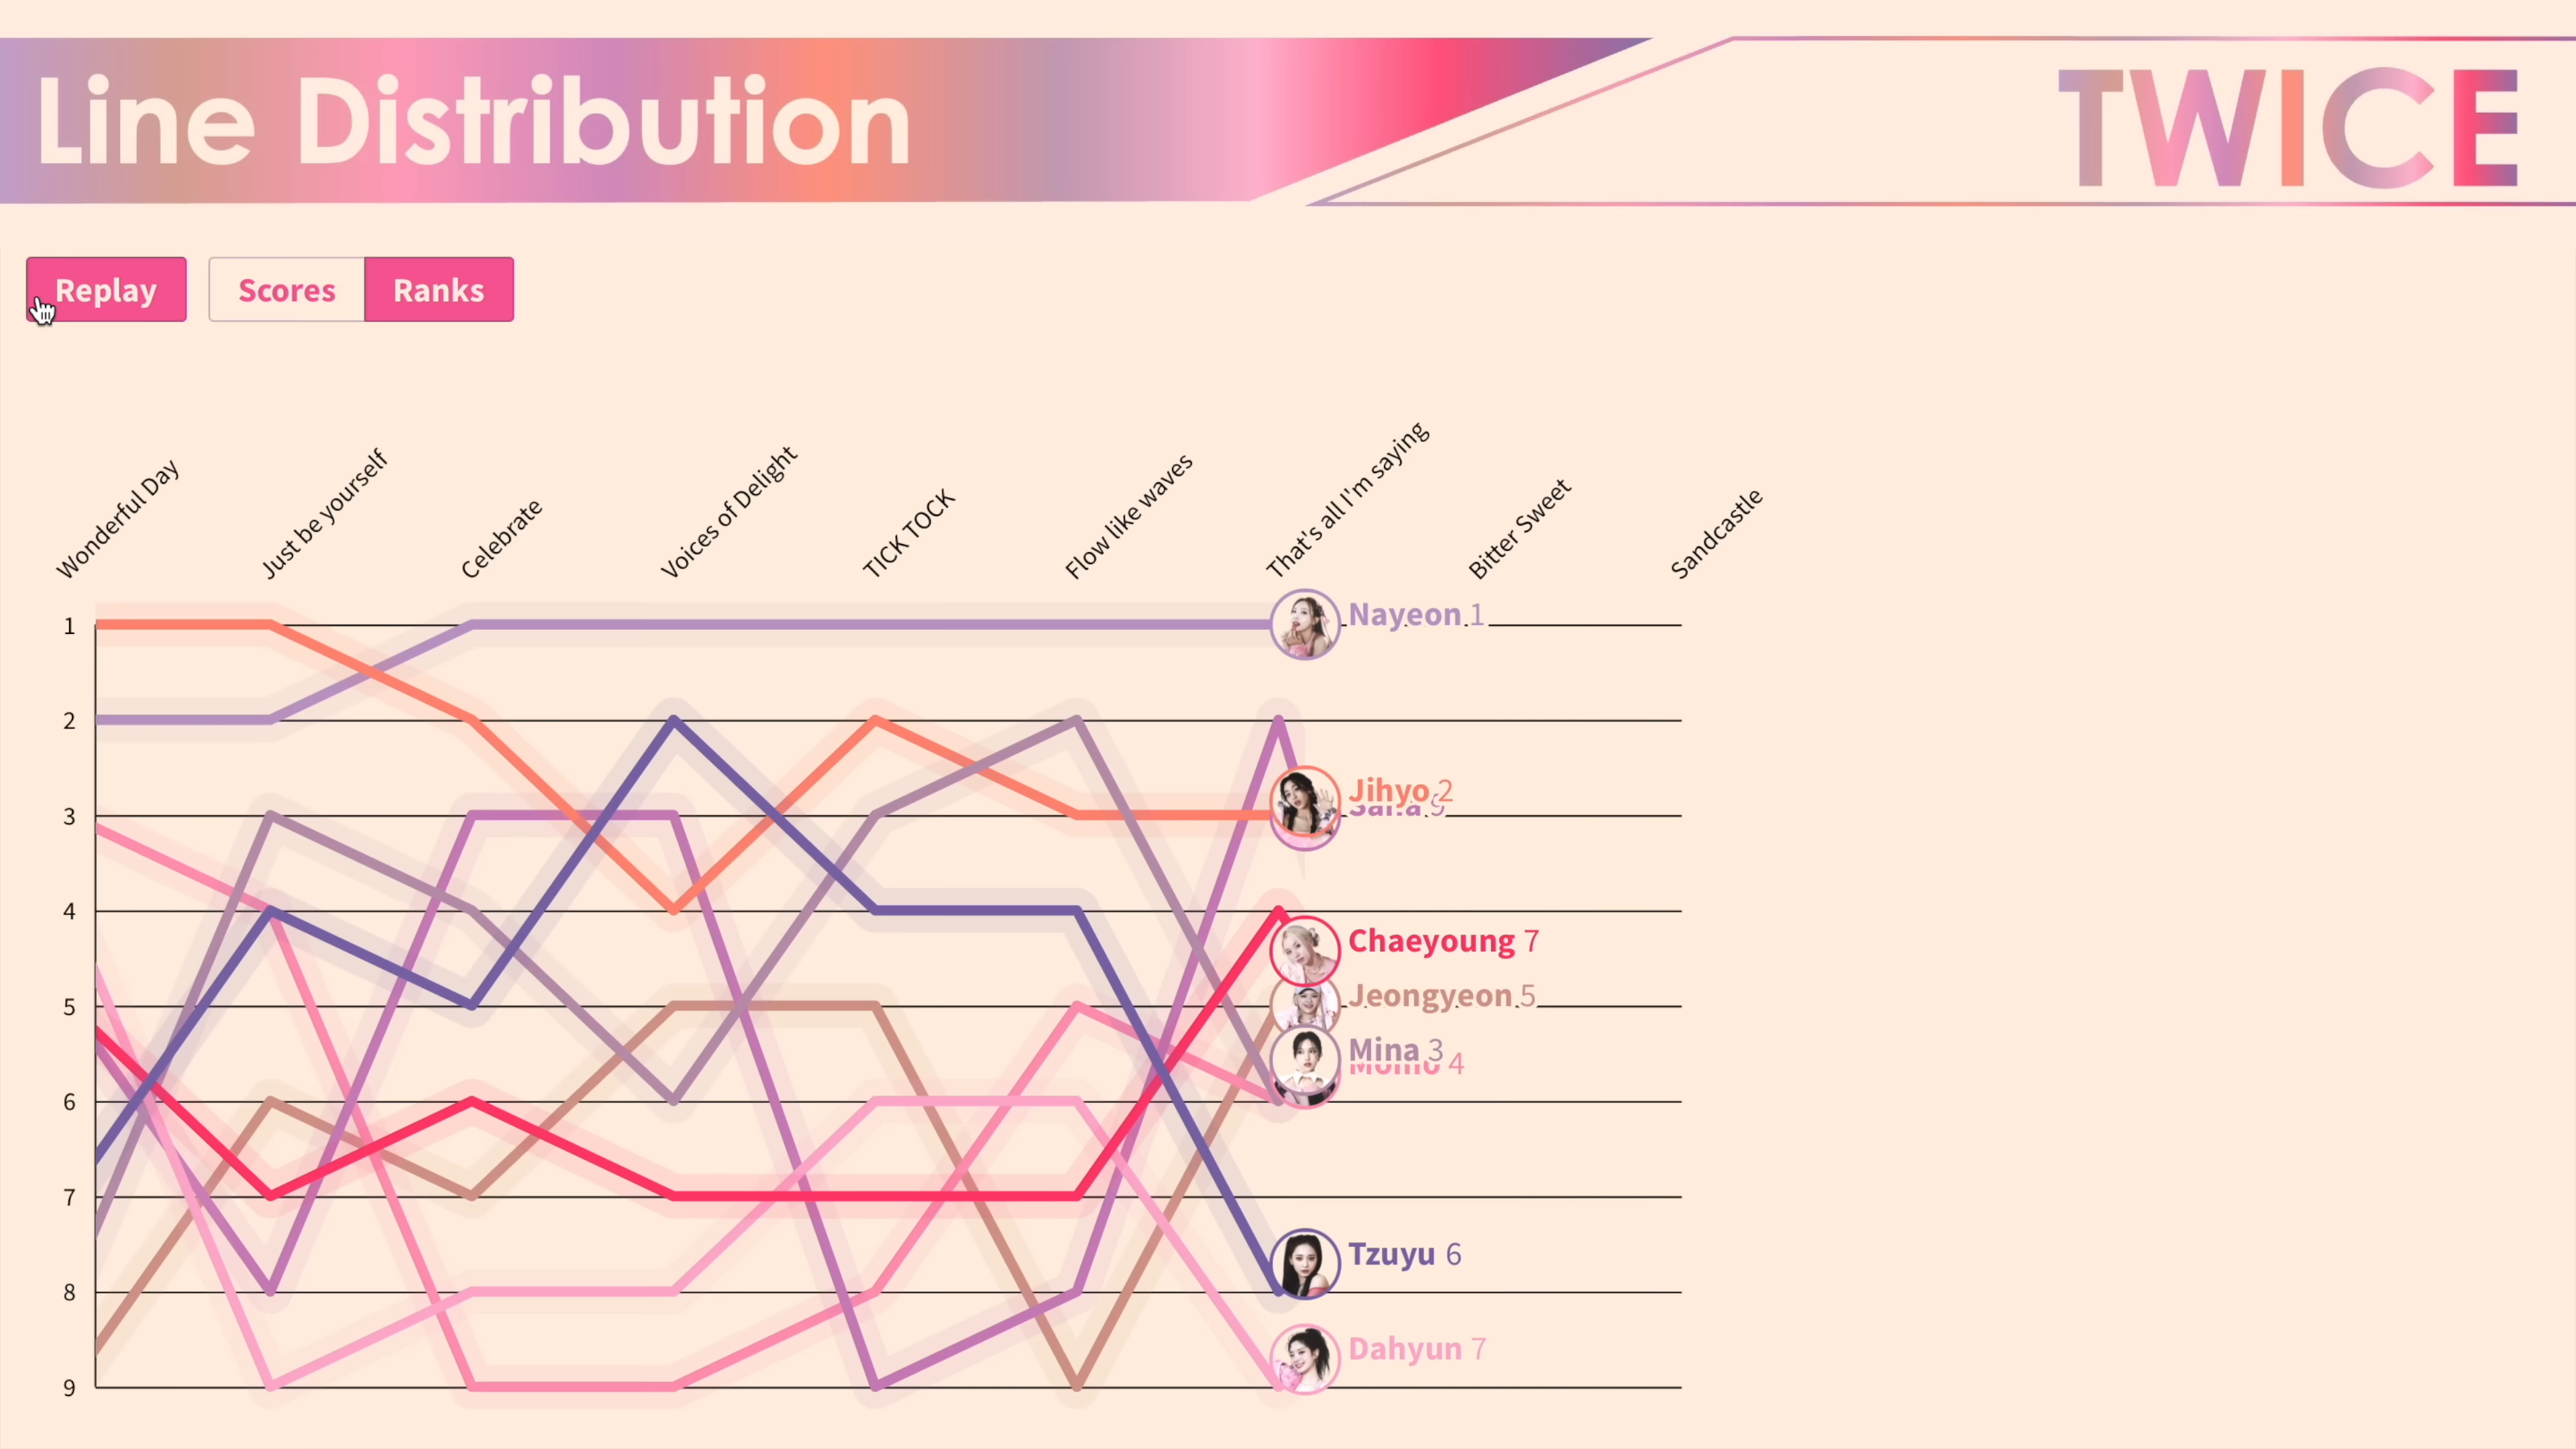 Line Distribution
TWICE
Replay
Scores
Ranks
Wonderful Day
Just be yourself
Celebrate
Voices of Delight
TICK TOCK
Flow like waves
That's all I'm saying
Bitter Sweet
Sandcastle
1
2
3
4
5
6
7
8
9
Nayeon 1
Jihyo 2
Chaeyoung 7
Jeongyeon 5
Mina 3
4
Tzuyu 6
Dahyun 7